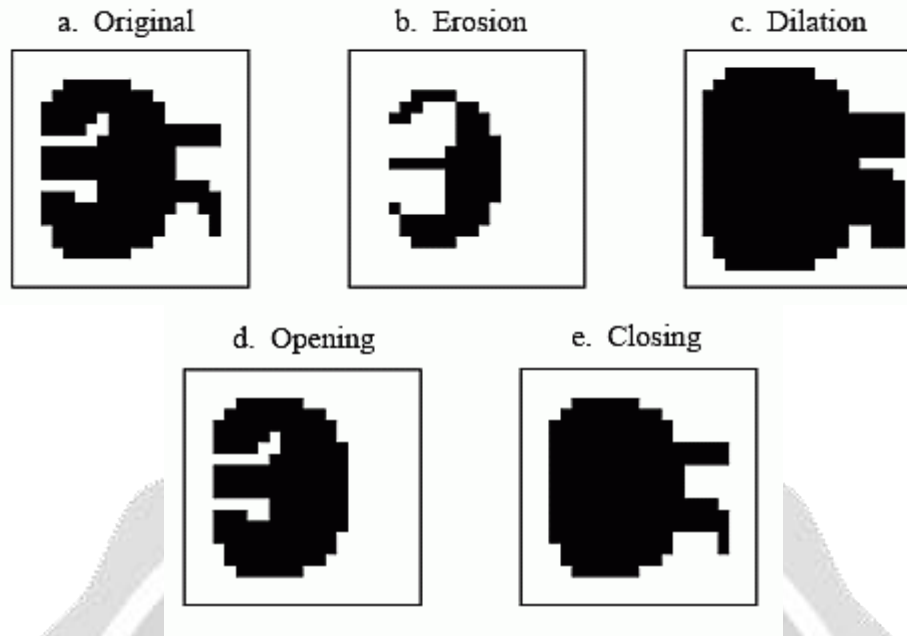 a. Original
b. Erosion
c. Dilation
d. Opening
e. Closing